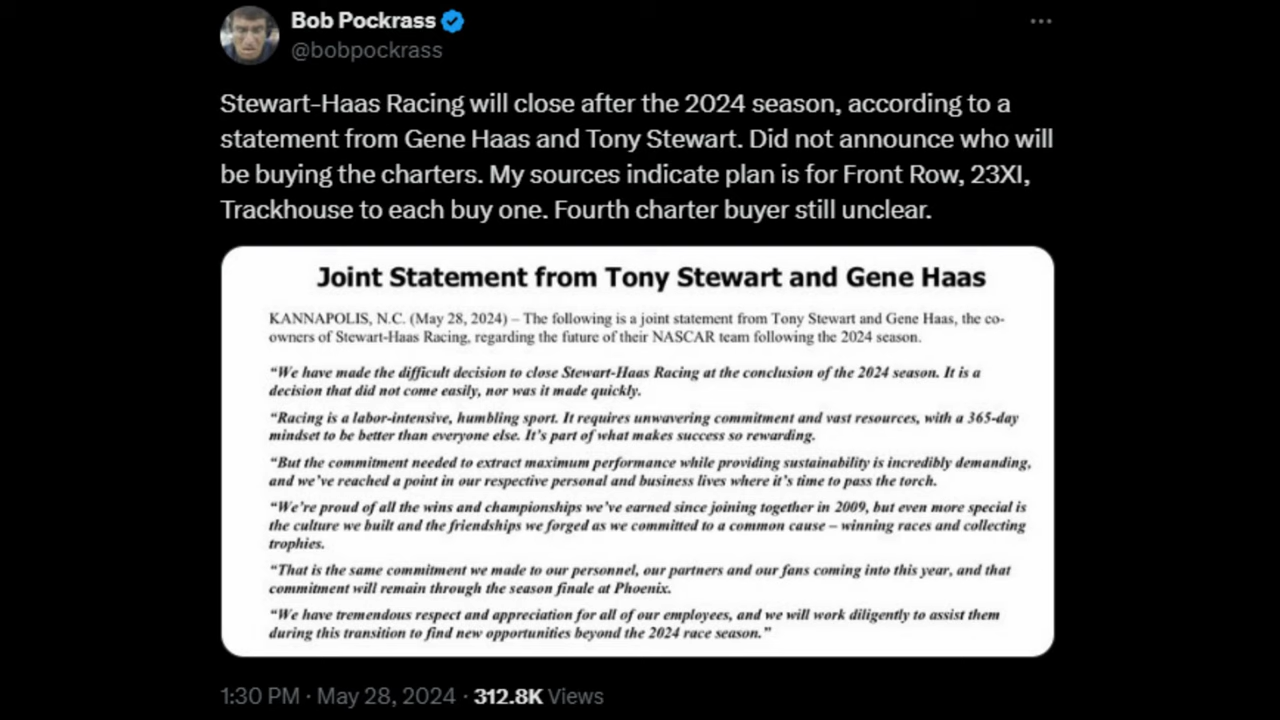 Bob Pockrass
@bobpockrass
Stewart-Haas Racing will close after the 2024 season, according to a
statement from Gene Haas and Tony Stewart. Did not announce who will
be buying the charters. My sources indicate plan is for Front Row, 23XI,
Trackhouse to each buy one. Fourth charter buyer still unclear.
Joint Statement from Tony Stewart and Gene Haas
KANNAPOLIS, N.C. (May 28, 2024) – The following is a joint statement from Tony Stewart and Gene Haas, the co-
owners of Stewart-Haas Racing, regarding the future of their NASCAR team following the 2024 season.
“We have made the difficult decision to close Stewart-Haas Racing at the conclusion of the 2024 season. It is a
decision that did not come easily, nor was it made quickly.
“Racing is a labor-intensive, humbling sport. It requires unwavering commitment and vast resources, with a 365-day
mindset to be better than everyone else. It’s part of what makes success so rewarding.
“But the commitment needed to extract maximum performance while providing sustainability is incredibly demanding,
and we’ve reached a point in our respective personal and business lives where it’s time to pass the torch.
“We’re proud of all the wins and championships we’ve earned since joining together in 2009, but even more special is
the culture we built and the friendships we forged as we committed to a common cause – winning races and collecting
trophies.
“That is the same commitment we made to our personnel, our partners and our fans coming into this year, and that
commitment will remain through the season finale at Phoenix.
“We have tremendous respect and appreciation for all of our employees, and we will work diligently to assist them
during this transition to find new opportunities beyond the 2024 race season.”
1:30 PM · May 28, 2024 · 312.8K Views